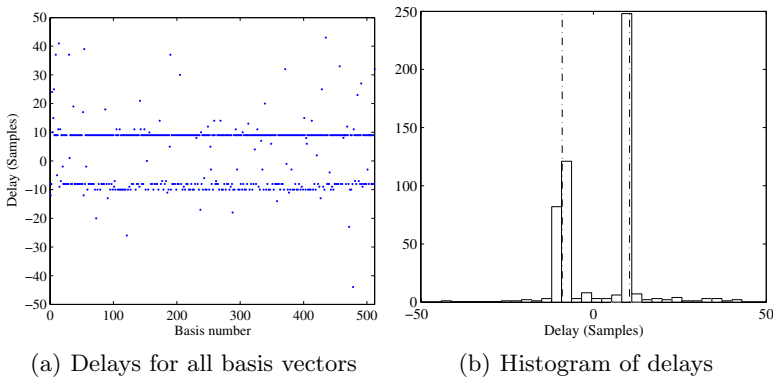 50
40
30
20
10
0
−10
−20
−30
−40
−50
Delay (Samples)
0 100 200 300 400 500
Basis number
(a) Delays for all basis vectors
250
200
150
100
50
0
−50 0 50
Delay (Samples)
(b) Histogram of delays